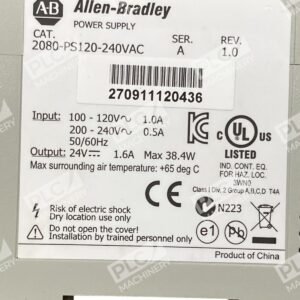 A-B Allen-Bradley
POWER SUPPLY
CAT. SER. REV.
2080-PS120-240VAC A 1.0
270911120436
Input: 100 - 120V 1.0A
200 - 240V 0.5A
50/60Hz
Output: 24V 1.6A Max 38.4W
Max surrounding air temperature: +65 deg C
C UL US
LISTED
IND. CONT. EQ.
FOR HAZ. LOC.
3WN0
Class I Div. 2 Group A,B,C,D T4A
Risk of electric shock
Dry location use only
Do not open the cover!
Installation by trained personnel only
N223
e1 Pb
Product of China